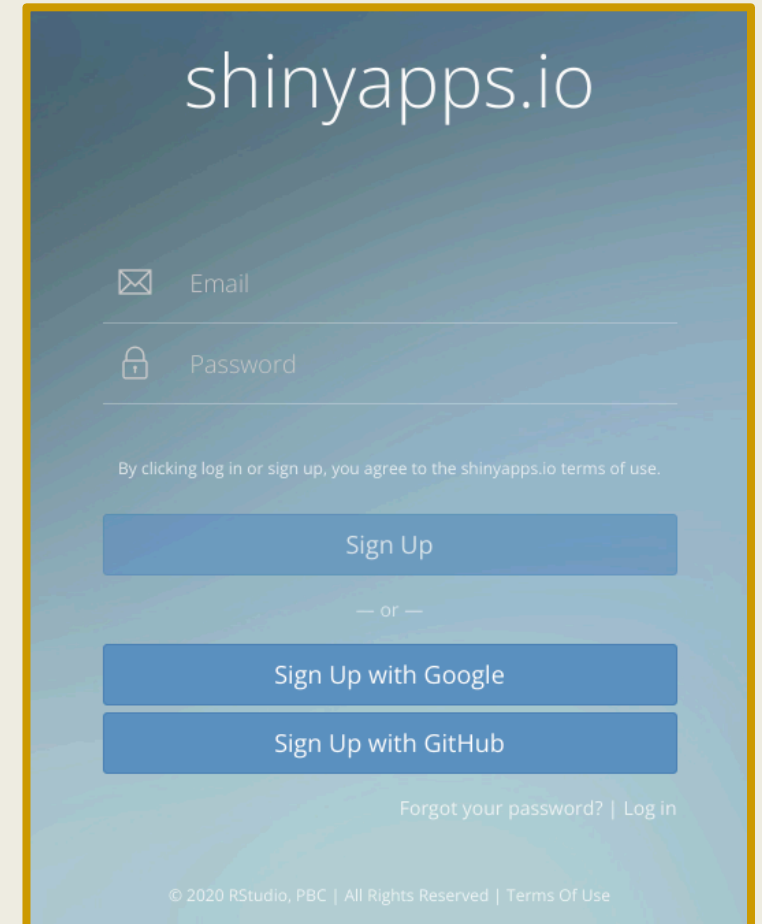 shinyapps.io
Email
Password
By clicking log in or sign up, you agree to the shinyapps.io terms of use.
Sign Up
— or —
Sign Up with Google
Sign Up with GitHub
Forgot your password? | Log in
© 2020 RStudio, PBC | All Rights Reserved | Terms Of Use